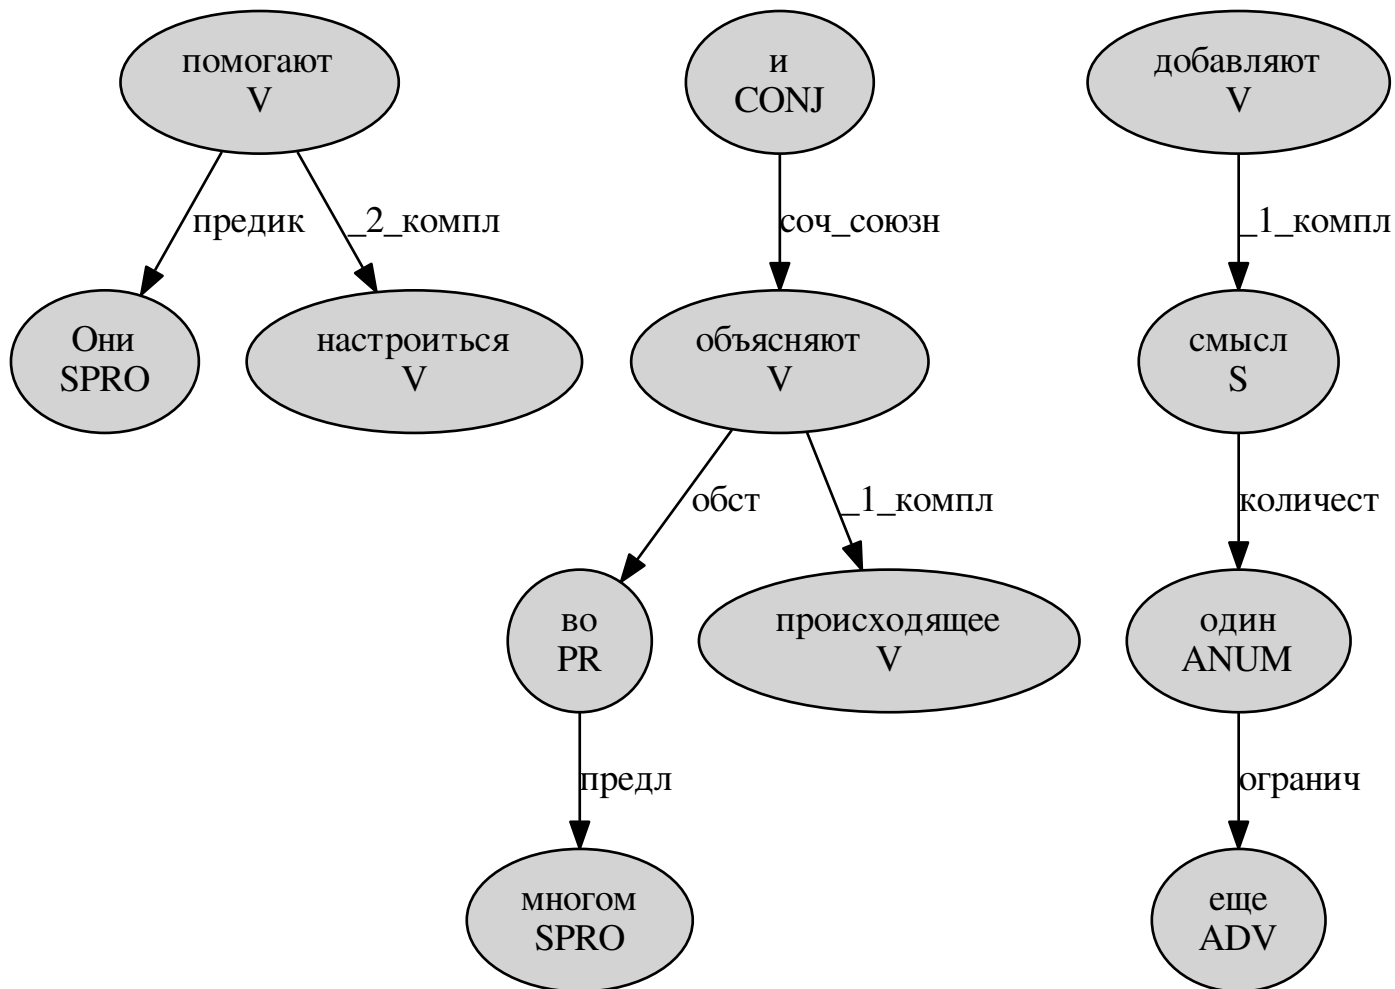 помогают
V
и
CONJ
добавляют
V
предик
_2_компл
соч_союзн
_1_компл
Они
SPRO
настроиться
V
объясняют
V
смысл
S
обст
_1_компл
количест
во
PR
происходящее
V
один
ANUM
предл
огранич
многом
SPRO
еще
ADV